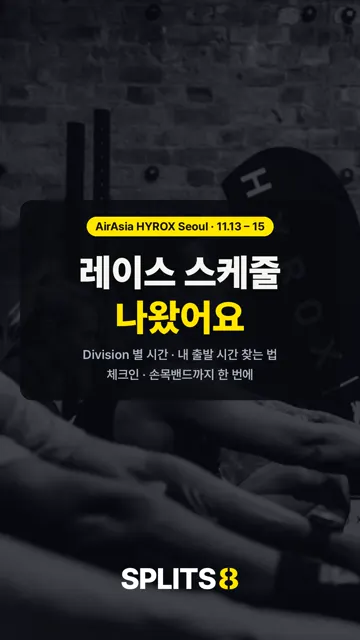 AirAsia HYROX Seoul · 11.13 – 15
레이스 스케줄
나왔어요
Division 별 시간 · 내 출발 시간 찾는 법
체크인 · 손목밴드까지 한 번에
HYROX
SPLITS8